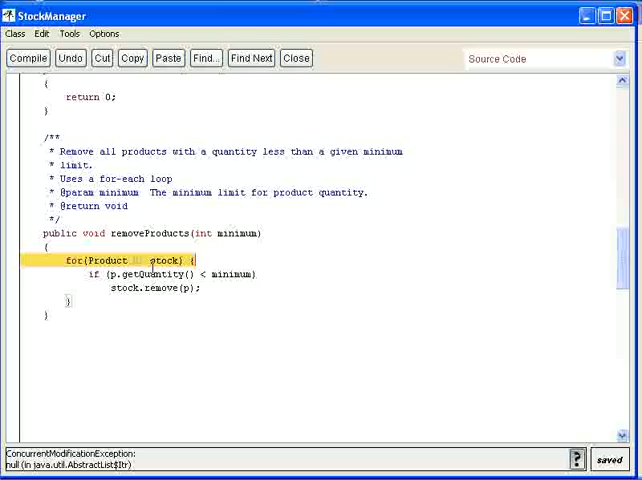 StockManager
Class Edit Tools Options
Compile Undo Cut Copy Paste Find... Find Next Close Source Code
{
return 0;
}
/**
* Remove all products with a quantity less than a given minimum
* limit.
* Uses a for-each loop
* @param minimum  The minimum limit for product quantity.
* @return void
*/
public void removeProducts(int minimum)
{
for(Product stock) {
if (p.getQuantity() < minimum)
stock.remove(p);
}
}
ConcurrentModificationException:
null (in java.util.AbstractList$Itr)
? saved